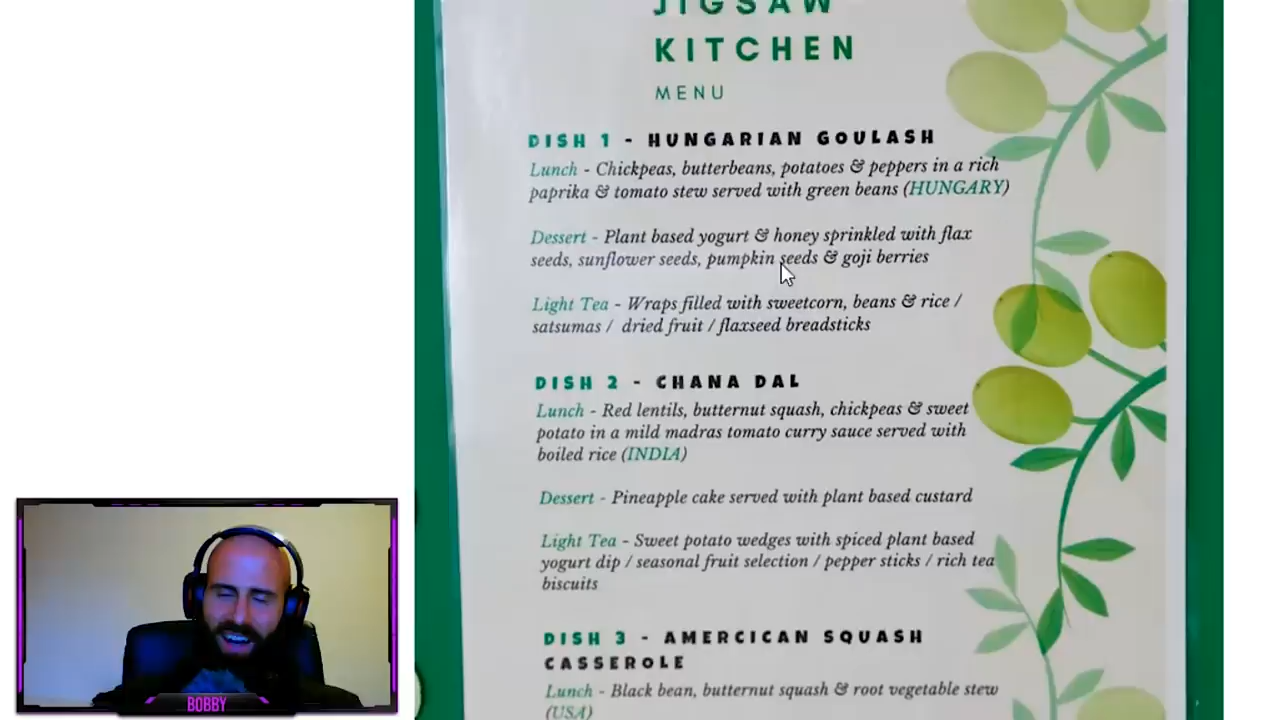 JIGSAW
KITCHEN
MENU
DISH 1 - HUNGARIAN GOULASH
Lunch - Chickpeas, butterbeans, potatoes & peppers in a rich
paprika & tomato stew served with green beans (HUNGARY)
Dessert - Plant based yogurt & honey sprinkled with flax
seeds, sunflower seeds, pumpkin seeds & goji berries
Light Tea - Wraps filled with sweetcorn, beans & rice /
satsumas / dried fruit / flaxseed breadsticks
DISH 2 - CHANA DAL
Lunch - Red lentils, butternut squash, chickpeas & sweet
potato in a mild madras tomato curry sauce served with
boiled rice (INDIA)
Dessert - Pineapple cake served with plant based custard
Light Tea - Sweet potato wedges with spiced plant based
yogurt dip / seasonal fruit selection / pepper sticks / rich tea
biscuits
DISH 3 - AMERCICAN SQUASH
CASSEROLE
Lunch - Black bean, butternut squash & root vegetable stew
(USA)
BOBBY